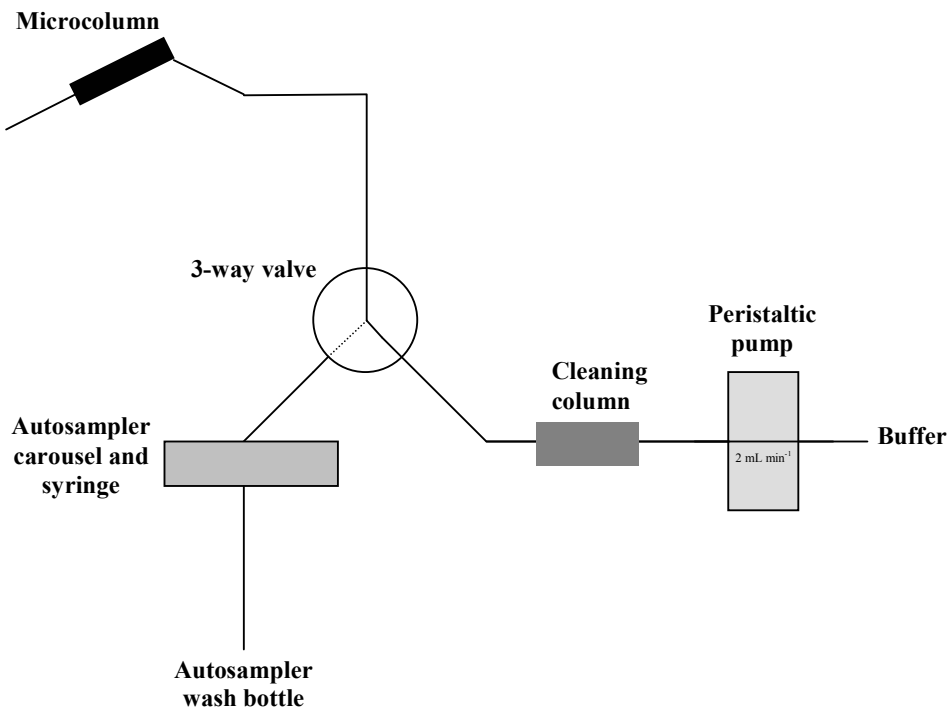 Microcolumn
3-way valve
Peristaltic
pump
Cleaning
column
Autosampler
carousel and
syringe
Buffer
2 mL min⁻¹
Autosampler
wash bottle